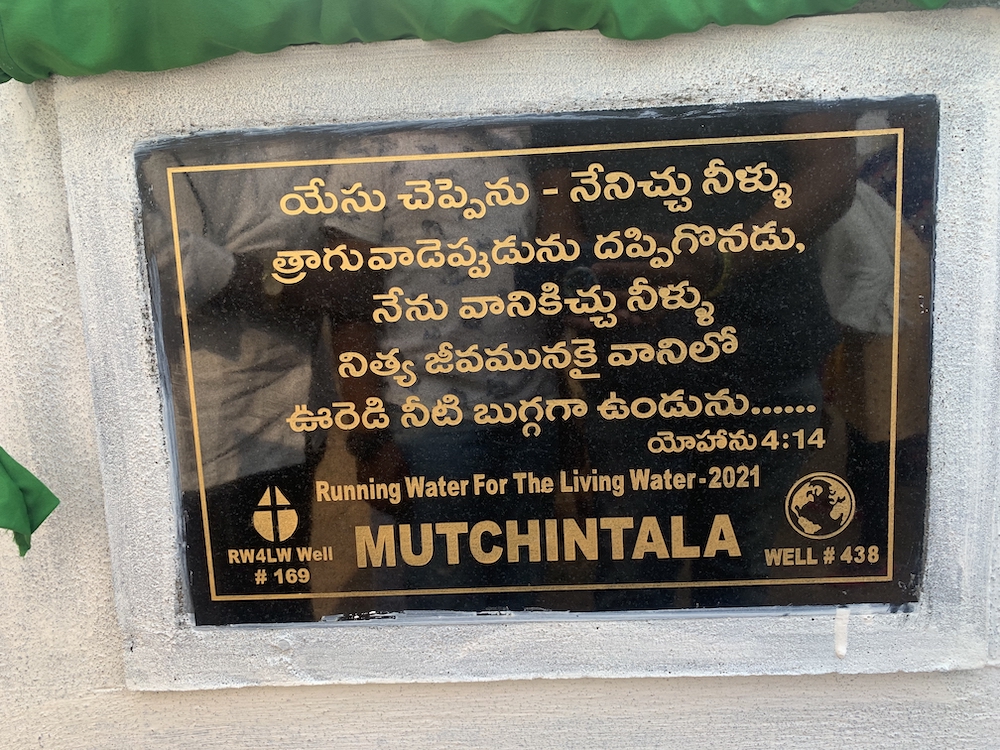 యేసు చెప్పెను - నేనిచ్చు నీళ్ళు
త్రాగువాడెప్పుడును దప్పిగొనడు,
నేను వానికిచ్చు నీళ్ళు
నిత్య జీవమునకై వానిలో
ఊరెడి నీటి బుగ్గగా ఉండును......
యోహాను 4:14
Running Water For The Living Water-2021
RW4LW Well
# 169
MUTCHINTALA
WELL # 438